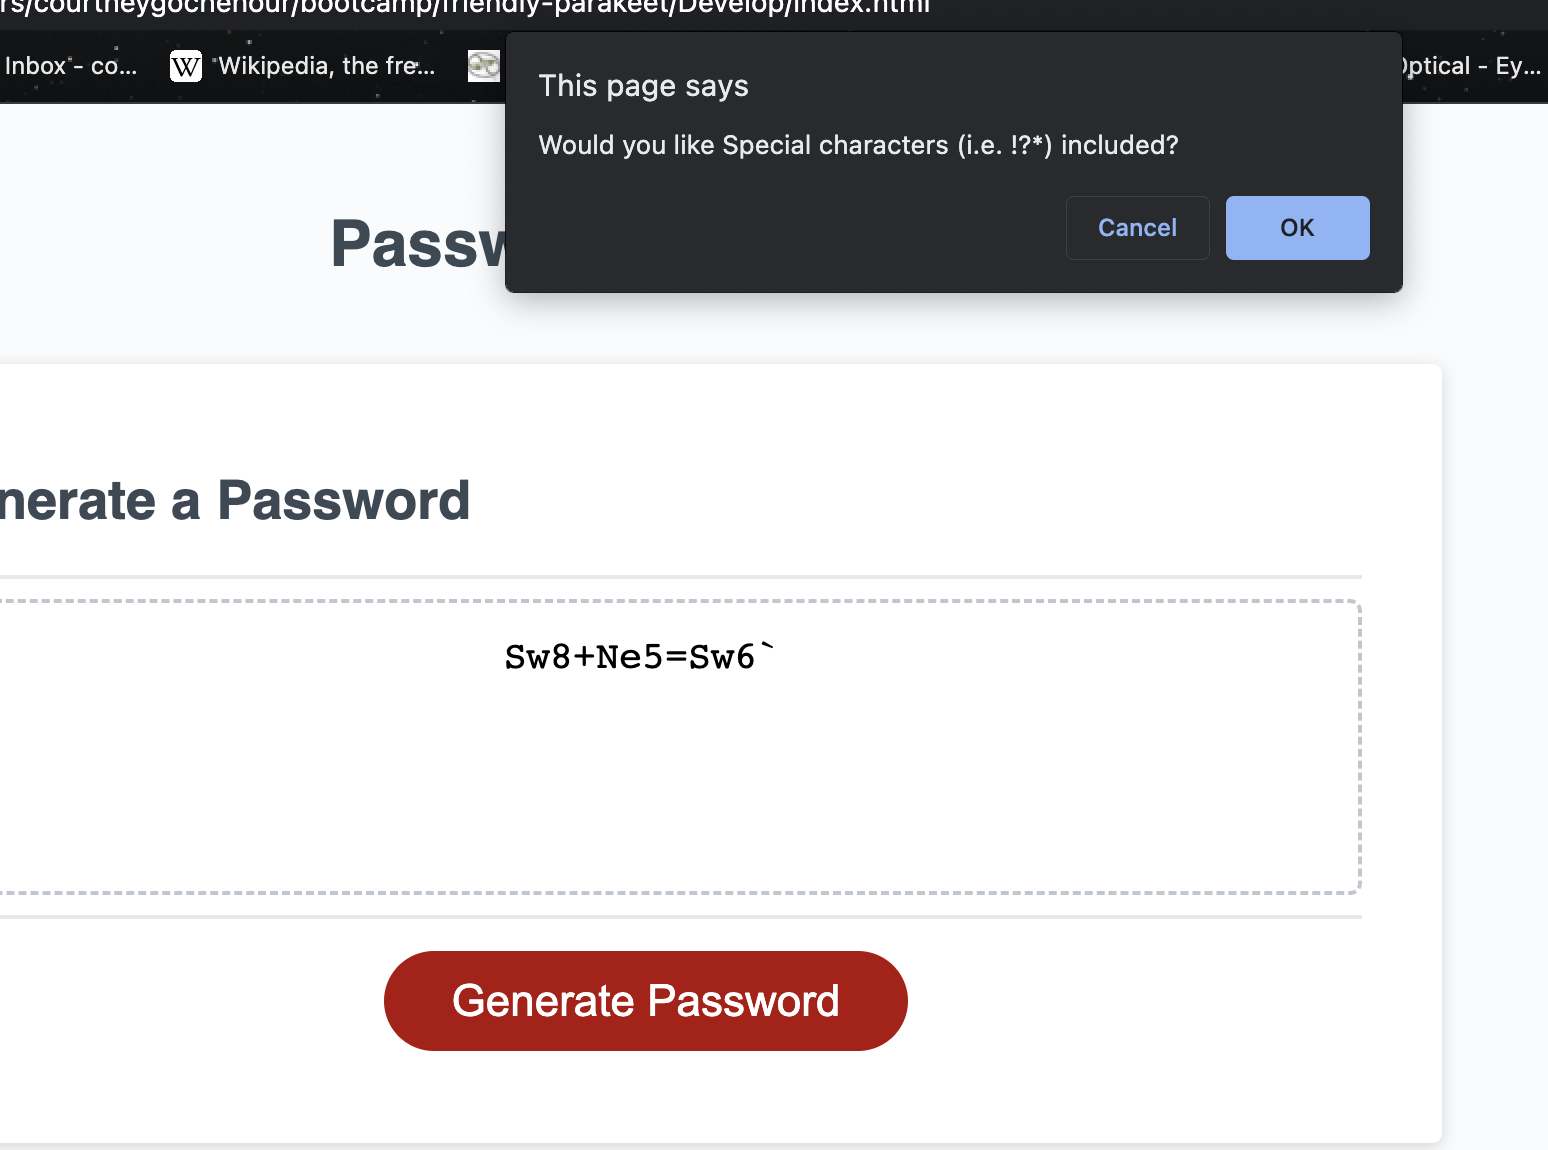 rs/courtneygochenour/bootcamp/friendly-parakeet/Develop/index.html
Inbox - co... Wikipedia, the fre... Optical - Ey...
This page says
Would you like Special characters (i.e. !?*) included?
Cancel OK
Passw
nerate a Password
Sw8+Ne5=Sw6`
Generate Password